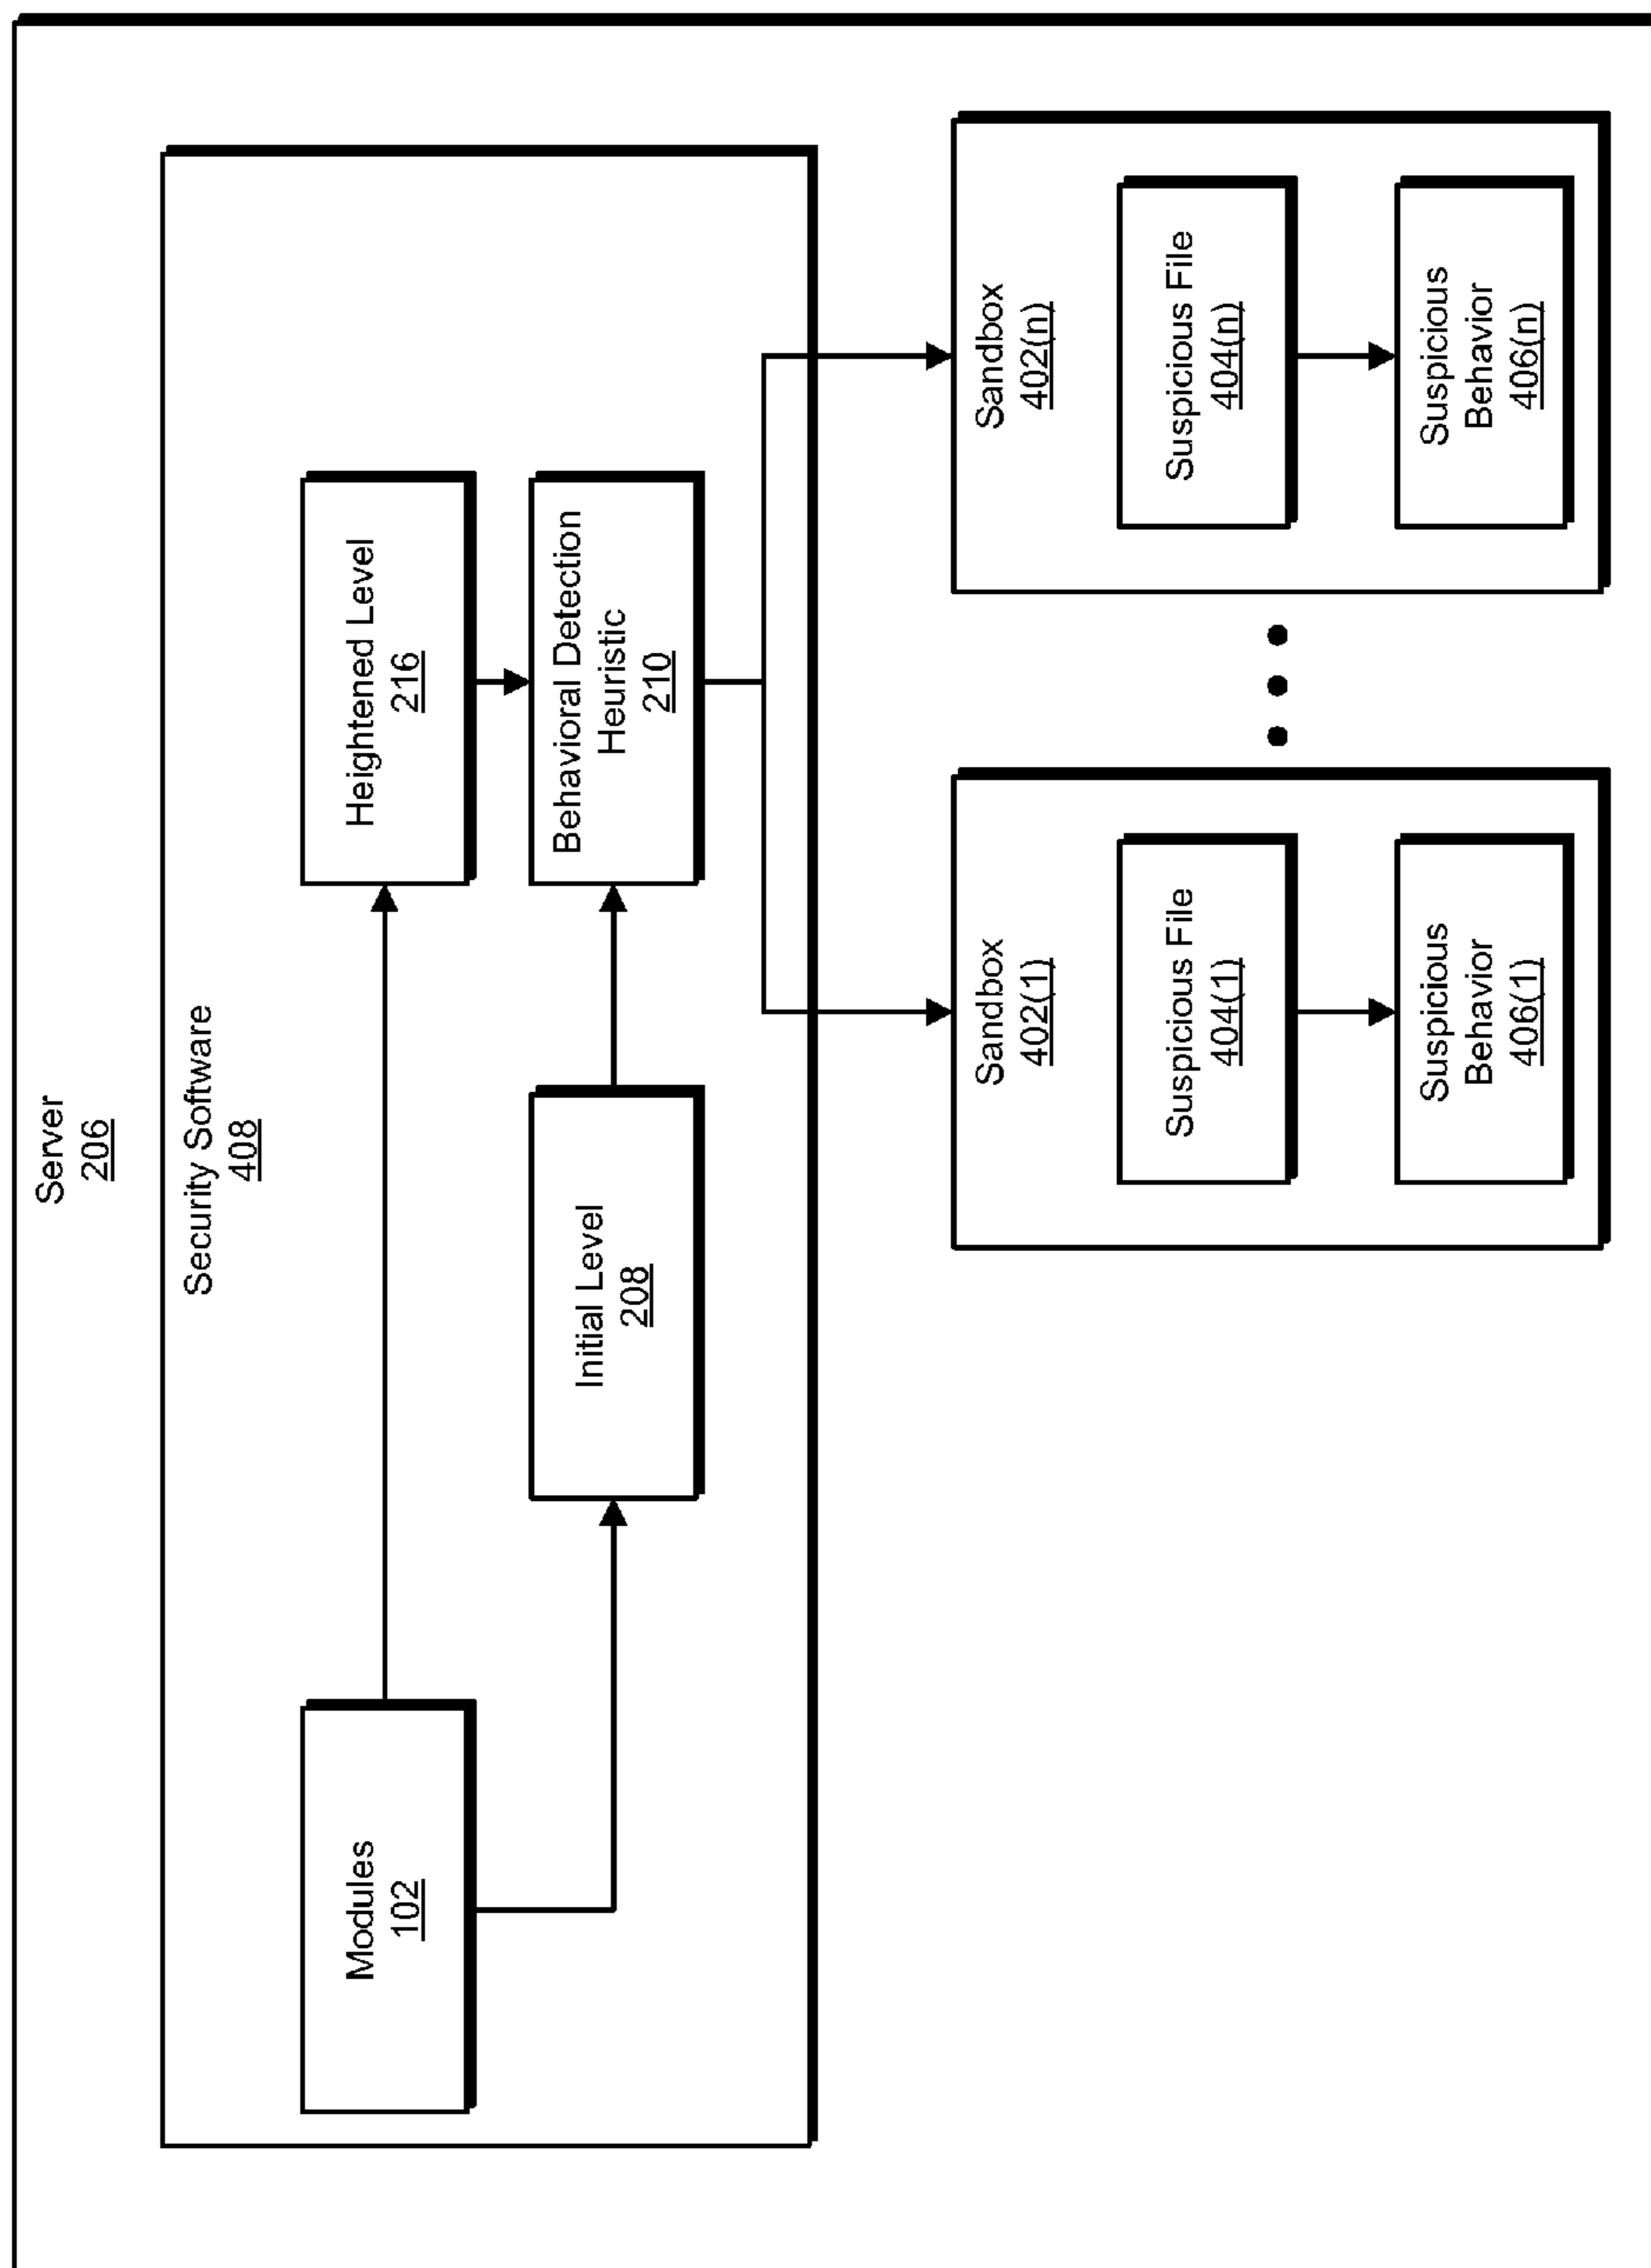 Server
206
Security Software
408
Modules
102
Heightened Level
216
Initial Level
208
Behavioral Detection
Heuristic
210
Sandbox
402(1)
Suspicious File
404(1)
Suspicious
Behavior
406(1)
Sandbox
402(n)
Suspicious File
404(n)
Suspicious
Behavior
406(n)